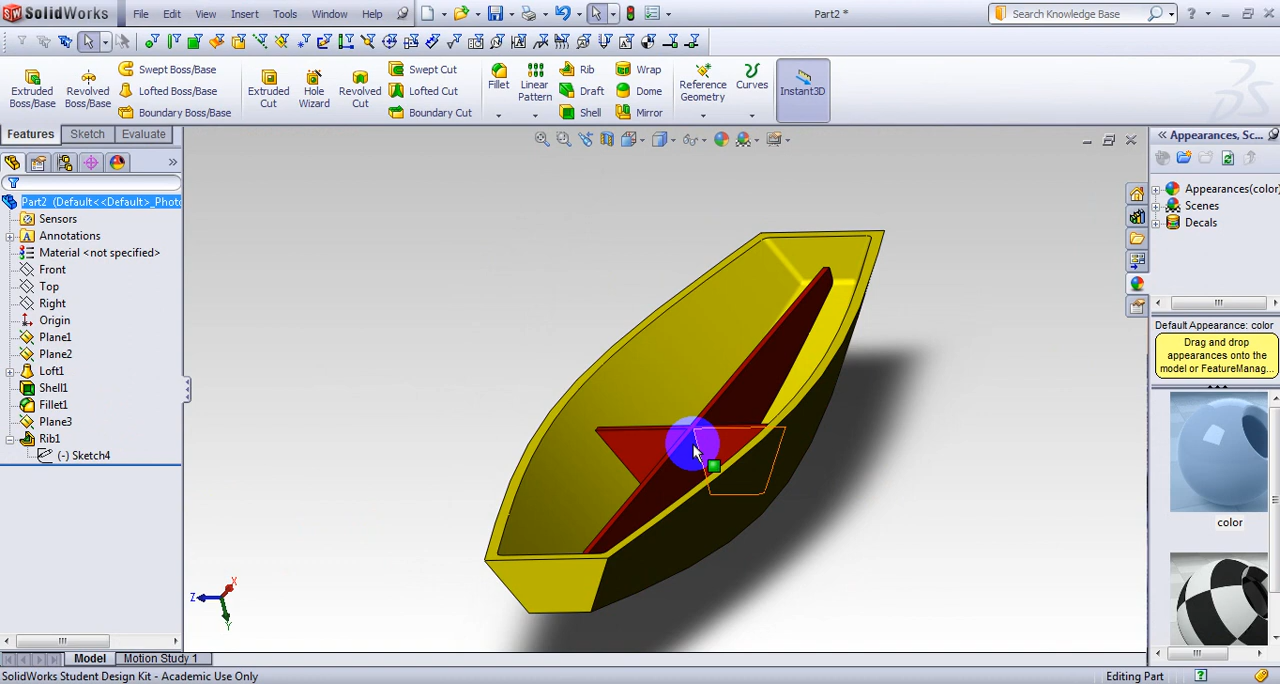 SolidWorks File Edit View Insert Tools Window Help Part2 * Search Knowledge Base
Extruded Boss/Base
Revolved Boss/Base
Swept Boss/Base
Lofted Boss/Base
Boundary Boss/Base
Extruded Cut
Hole Wizard
Revolved Cut
Swept Cut
Lofted Cut
Boundary Cut
Fillet
Linear Pattern
Rib
Draft
Shell
Wrap
Dome
Mirror
Reference Geometry
Curves
Instant3D
Features Sketch Evaluate
Part2 (Default<<Default>_Phot
Sensors
Annotations
Material <not specified>
Front
Top
Right
Origin
Plane1
Plane2
Loft1
Shell1
Fillet1
Plane3
Rib1
(-) Sketch4
X
Z
Y
Appearances, Sc...
Appearances(color)
Scenes
Decals
Default Appearance: color
Drag and drop
appearances onto the
model or FeatureManag...
color
Model Motion Study 1
SolidWorks Student Design Kit - Academic Use Only Editing Part